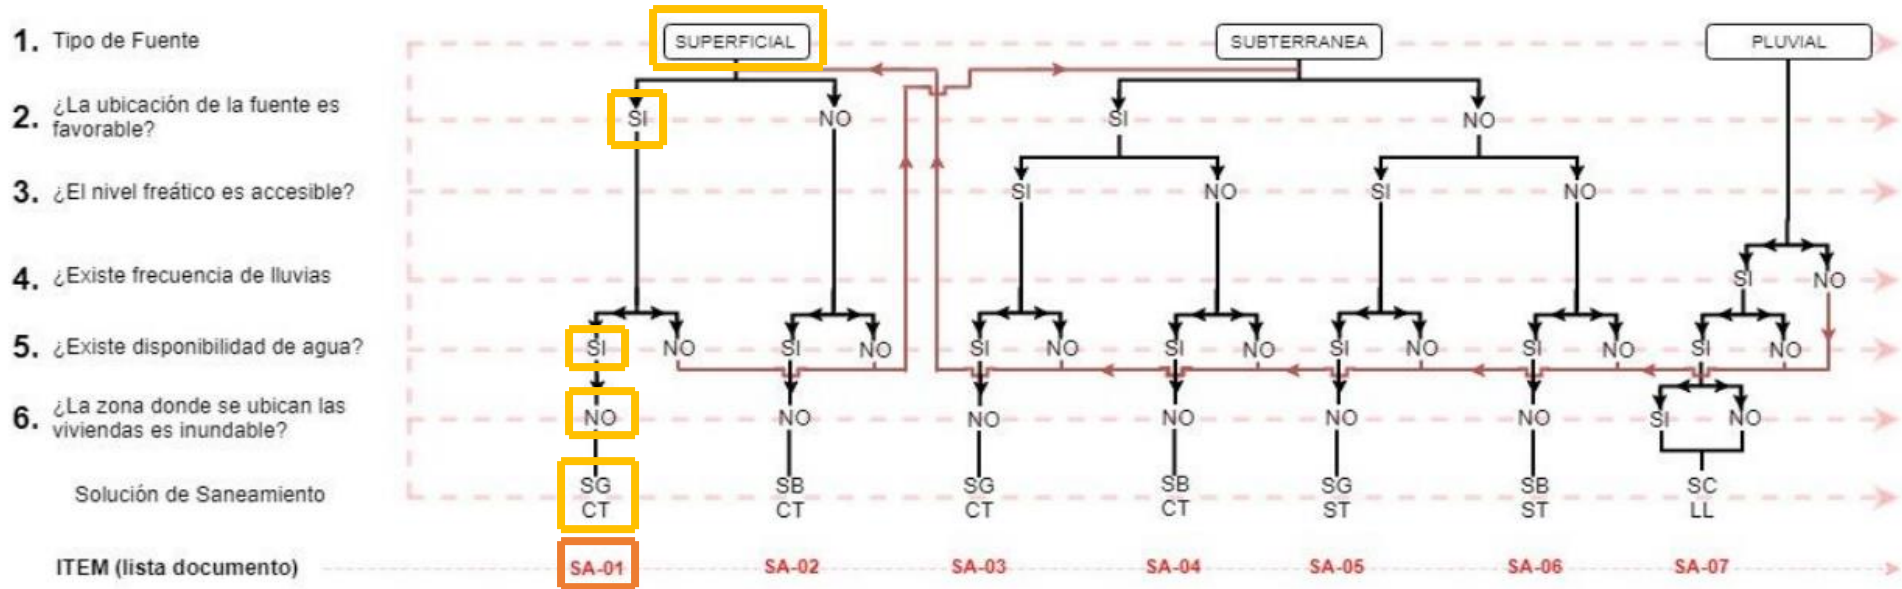 1. Tipo de Fuente SUPERFICIAL SUBTERRANEA PLUVIAL
2. ¿La ubicación de la fuente es
favorable? SI NO SI NO
3. ¿El nivel freático es accesible? SI NO SI NO
4. ¿Existe frecuencia de lluvias SI NO
5. ¿Existe disponibilidad de agua? SI NO SI NO SI NO SI NO SI NO SI NO SI NO
6. ¿La zona donde se ubican las
viviendas es inundable? NO NO NO NO NO NO SI NO
Solución de Saneamiento
SG SB SG SB SG SB SC
CT CT CT CT ST ST LL
ITEM (lista documento) SA-01 SA-02 SA-03 SA-04 SA-05 SA-06 SA-07